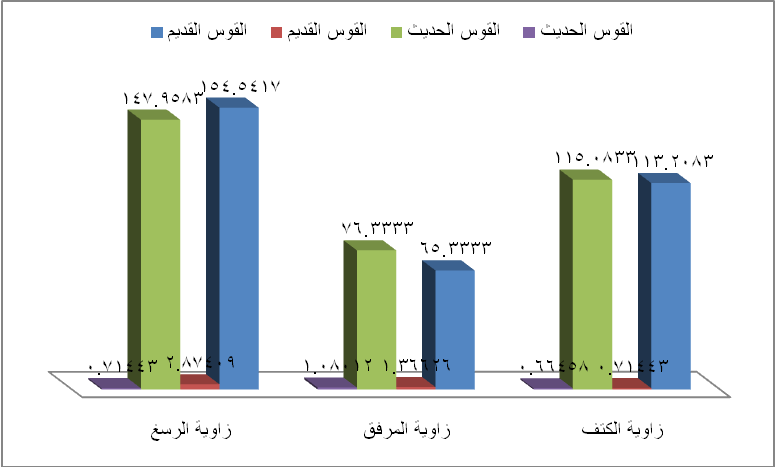 القوس القديم القوس القديم القوس الحديث القوس الحديث
١٥٤.٥٤١٧ ١٤٧.٩٥٨٣
١١٣.٢٠٨٣ ١١٥.٠٨٣٣
٦٥.٣٣٣٣ ٧٦.٣٣٣٣
٠.٧١٤٤٣ ٠.٦٦٤٥٨ ١.٣٦٦٢٦ ١.٠٨٠١٢ ٢.٨٧٤٠٩ ٠.٧١٤٤٣
زاوية الكتف زاوية المرفق زاوية الرسغ